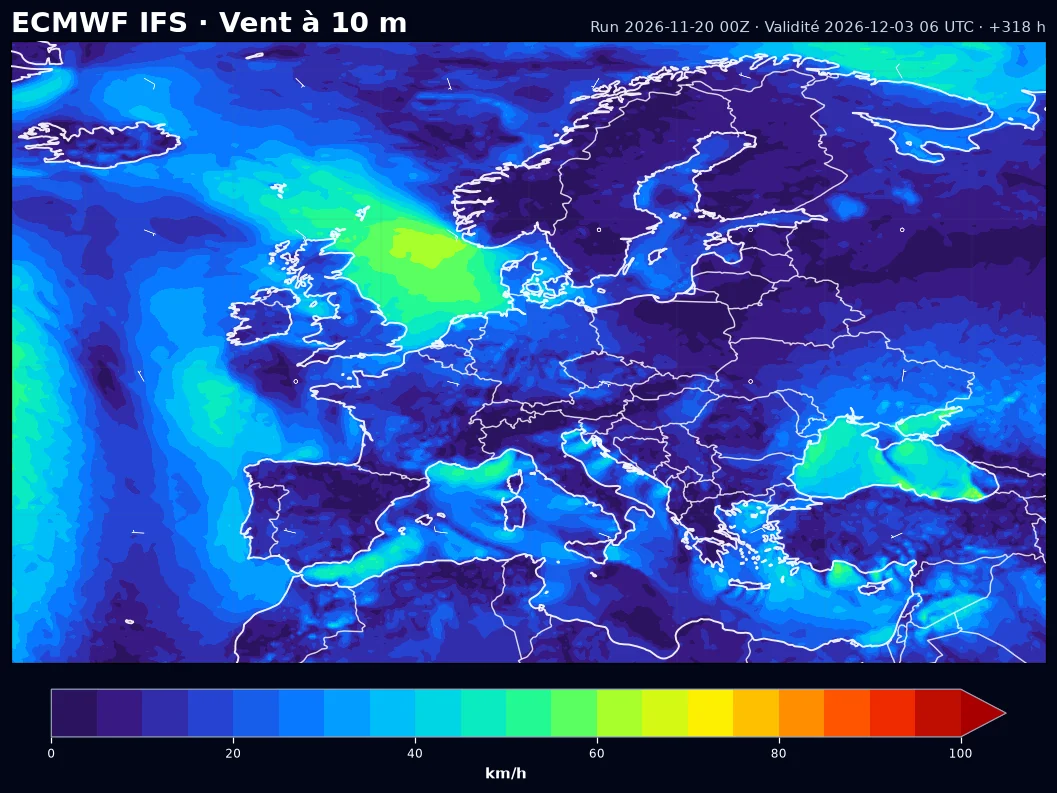 ECMWF IFS · Vent à 10 m
Run 2026-11-20 00Z · Validité 2026-12-03 06 UTC · +318 h
0 20 40 60 80 100
km/h